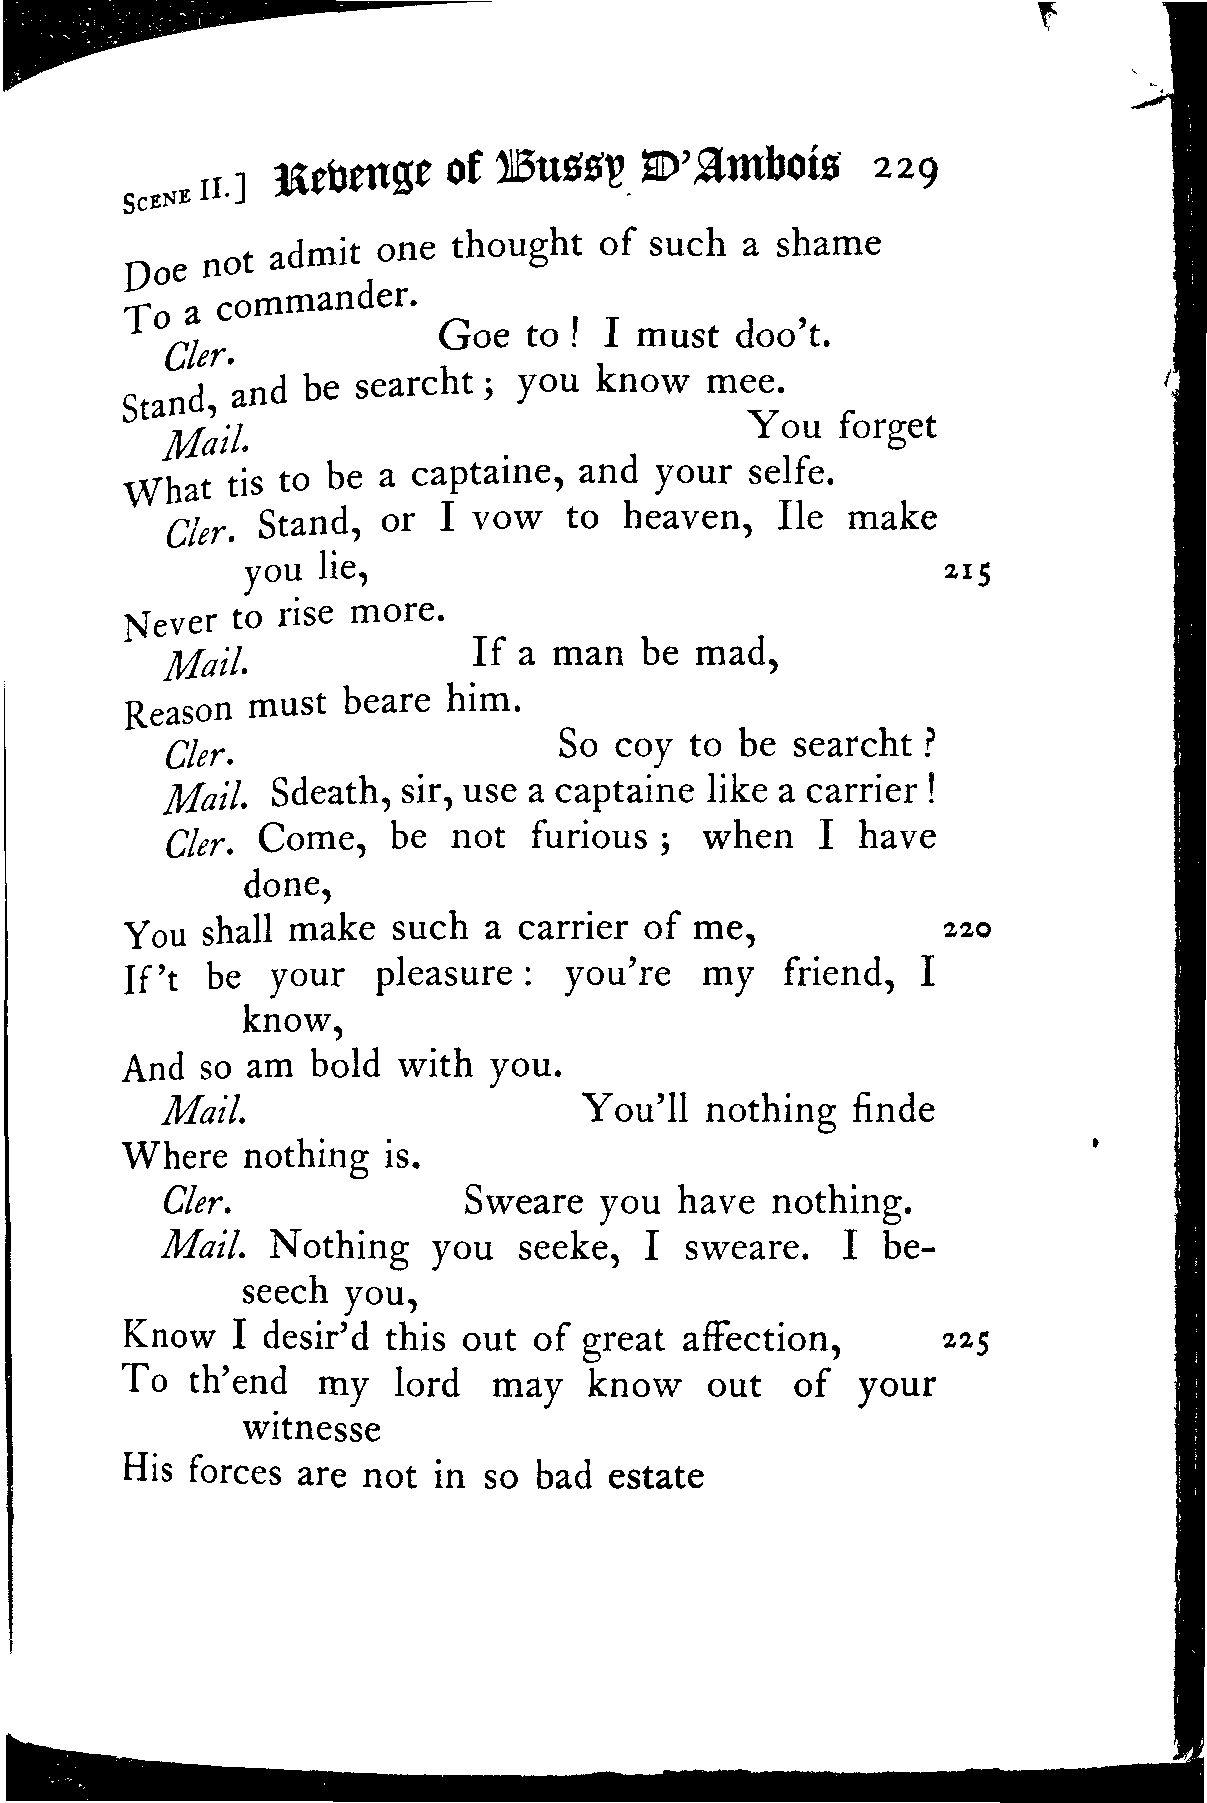 SCENE II.] Revenge of Bussy D'Ambois 229
Doe not admit one thought of such a shame
To a commander.
Cler. Goe to! I must doo't.
Stand, and be searcht; you know mee.
Mail. You forget
What tis to be a captaine, and your selfe.
Cler. Stand, or I vow to heaven, Ile make
you lie, 215
Never to rise more.
Mail. If a man be mad,
Reason must beare him.
Cler. So coy to be searcht?
Mail. Sdeath, sir, use a captaine like a carrier!
Cler. Come, be not furious; when I have
done,
You shall make such a carrier of me, 220
If't be your pleasure: you're my friend, I
know,
And so am bold with you.
Mail. You'll nothing finde
Where nothing is.
Cler. Sweare you have nothing.
Mail. Nothing you seeke, I sweare. I be-
seech you,
Know I desir'd this out of great affection, 225
To th'end my lord may know out of your
witnesse
His forces are not in so bad estate